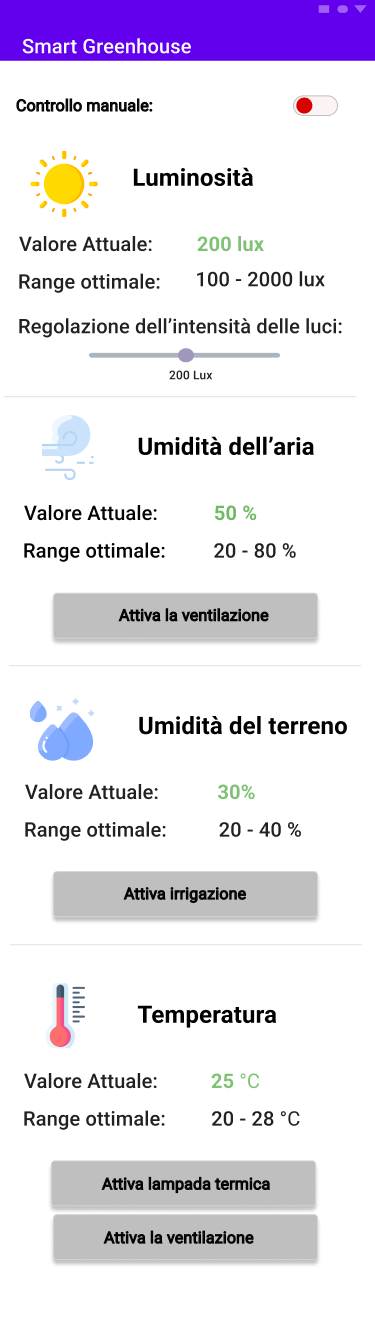 Smart Greenhouse
Controllo manuale:
Luminosità
Valore Attuale: 200 lux
Range ottimale: 100 - 2000 lux
Regolazione dell’intensità delle luci:
200 Lux
Umidità dell’aria
Valore Attuale: 50 %
Range ottimale: 20 - 80 %
Attiva la ventilazione
Umidità del terreno
Valore Attuale: 30%
Range ottimale: 20 - 40 %
Attiva irrigazione
Temperatura
Valore Attuale: 25 °C
Range ottimale: 20 - 28 °C
Attiva lampada termica
Attiva la ventilazione